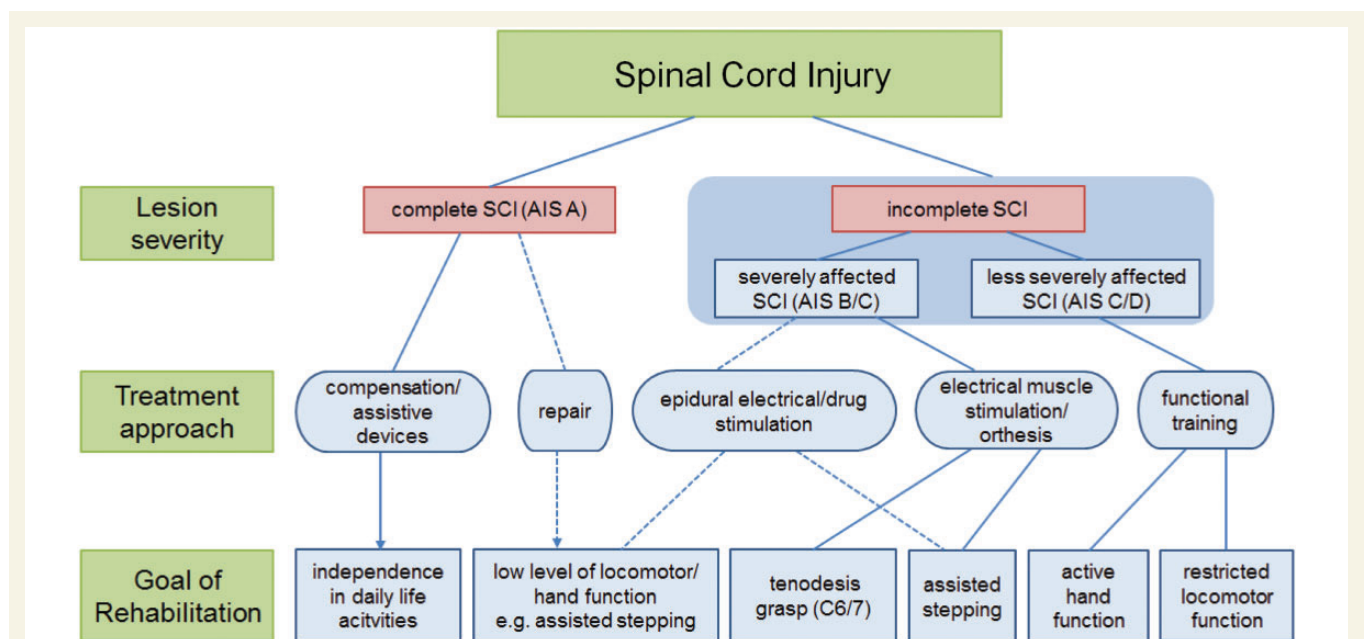 Spinal Cord Injury
Lesion
severity
complete SCI (AIS A)
incomplete SCI
severely affected
SCI (AIS B/C)
less severely affected
SCI (AIS C/D)
Treatment
approach
compensation/
assistive
devices
repair
epidural electrical/drug
stimulation
electrical muscle
stimulation/
orthesis
functional
training
Goal of
Rehabilitation
independence
in daily life
acitvities
low level of locomotor/
hand function
e.g. assisted stepping
tenodesis
grasp (C6/7)
assisted
stepping
active
hand
function
restricted
locomotor
function